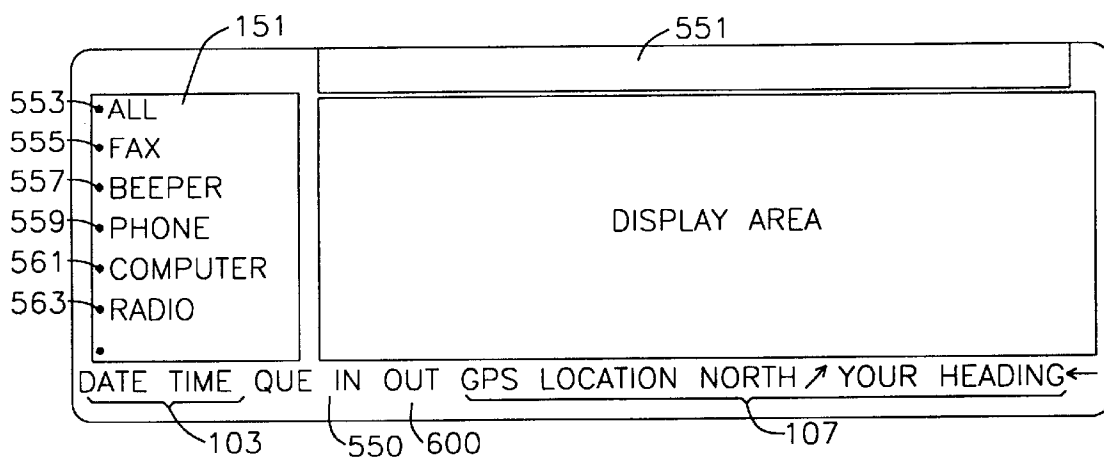 151
551
553 ALL
555 FAX
557 BEEPER
559 PHONE
DISPLAY AREA
561 COMPUTER
563 RADIO
DATE TIME QUE IN OUT GPS LOCATION NORTH ↗ YOUR HEADING ←
103 550 600 107